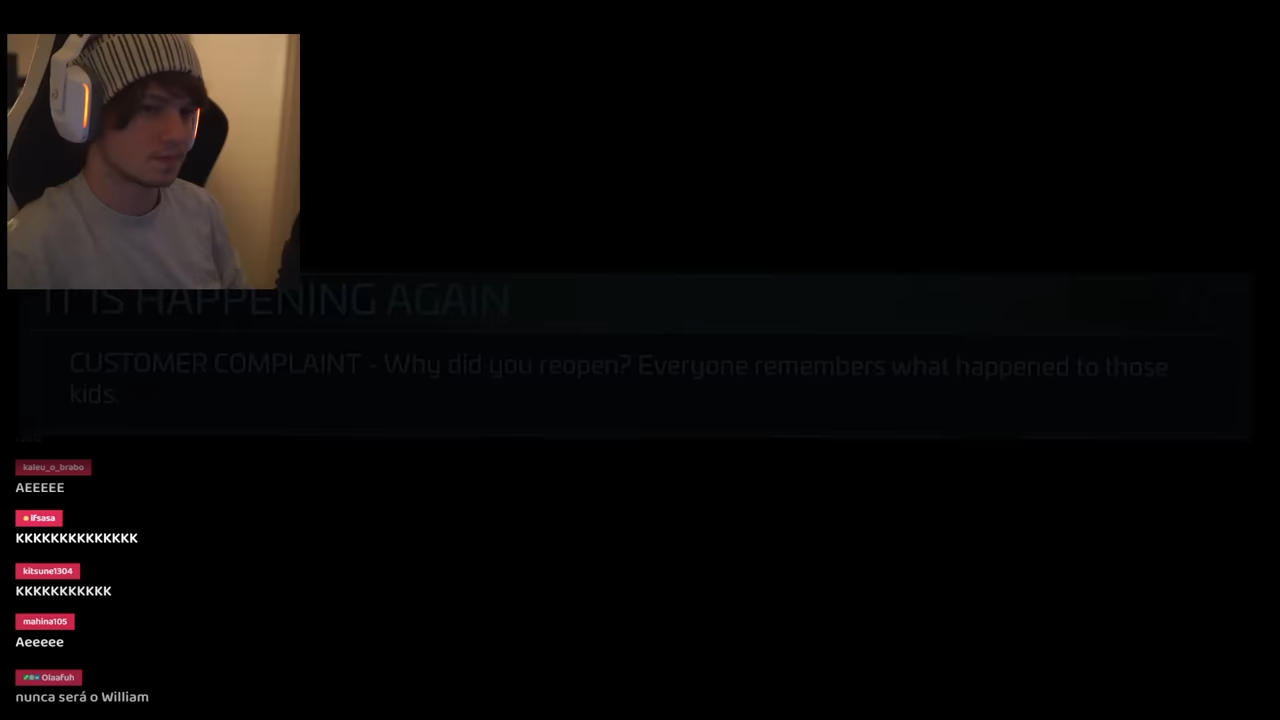 IT IS HAPPENING AGAIN
CUSTOMER COMPLAINT - Why did you reopen? Everyone remembers what happened to those
kids.
kaleu_o_brabo
AEEEEE
ifsasa
KKKKKKKKKKKKKK
kitsune1304
KKKKKKKKKKK
mahina105
Aeeeee
Olaafuh
nunca será o William